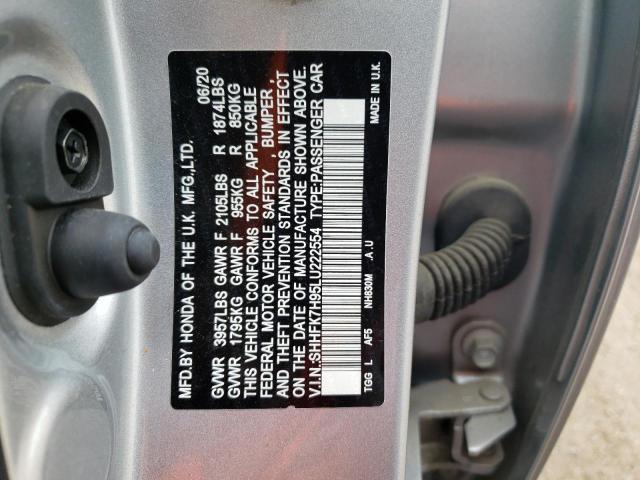 MFD.BY HONDA OF THE U.K. MFG.,LTD. 06/20
GVWR 3957LBS GAWR F 2105LBS R 1874LBS
GVWR 1795KG GAWR F 955KG R 850KG
THIS VEHICLE CONFORMS TO ALL APPLICABLE
FEDERAL MOTOR VEHICLE SAFETY , BUMPER ,
AND THEFT PREVENTION STANDARDS IN EFFECT
ON THE DATE OF MANUFACTURE SHOWN ABOVE.
V.I.N.:SHHFK7H95LU222554 TYPE:PASSENGER CAR
TGG L AF5 NH830M .A.U MADE IN U.K.